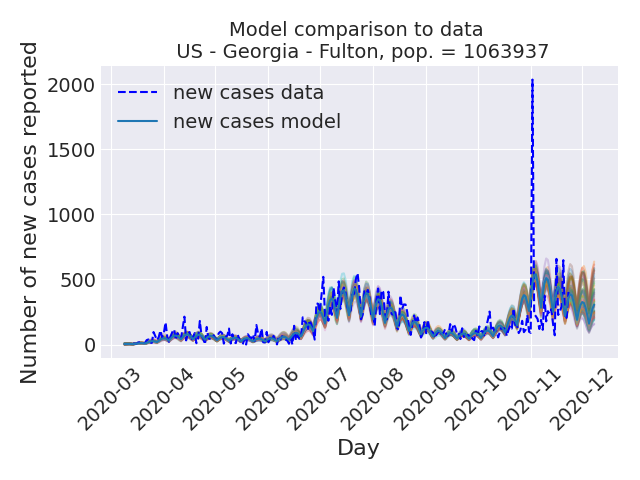 Model comparison to data
US - Georgia - Fulton, pop. = 1063937
Number of new cases reported
2000
1500
1000
500
0
new cases data
new cases model
2020-03
2020-04
2020-05
2020-06
2020-07
2020-08
2020-09
2020-10
2020-11
2020-12
Day